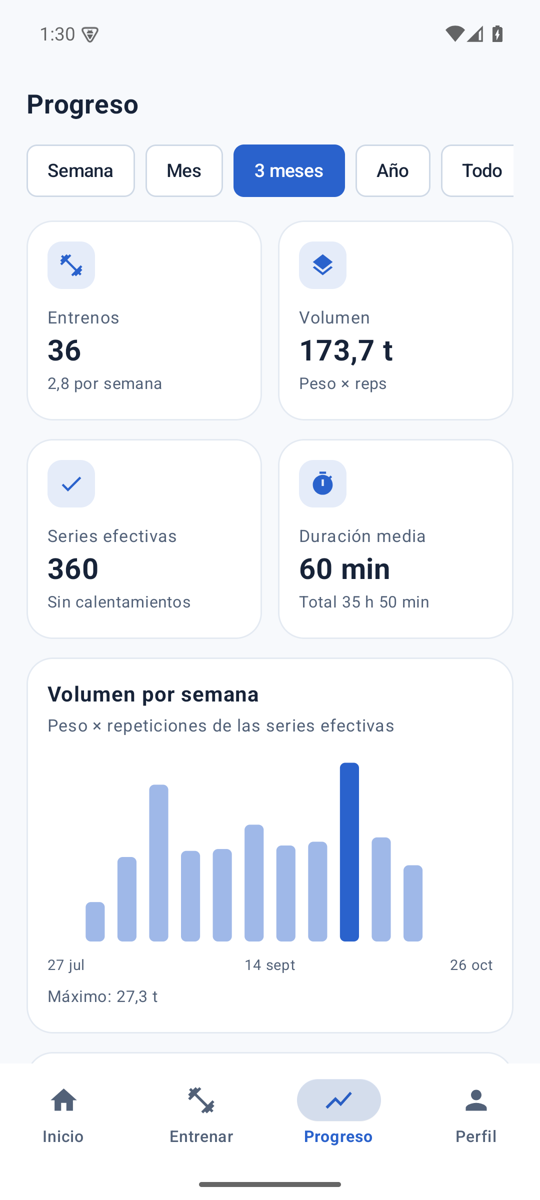 1:30
Progreso
Semana
Mes
3 meses
Año
Todo
Entrenos
36
2,8 por semana
Volumen
173,7 t
Peso × reps
Series efectivas
360
Sin calentamientos
Duración media
60 min
Total 35 h 50 min
Volumen por semana
Peso × repeticiones de las series efectivas
27 jul
14 sept
26 oct
Máximo: 27,3 t
Inicio
Entrenar
Progreso
Perfil